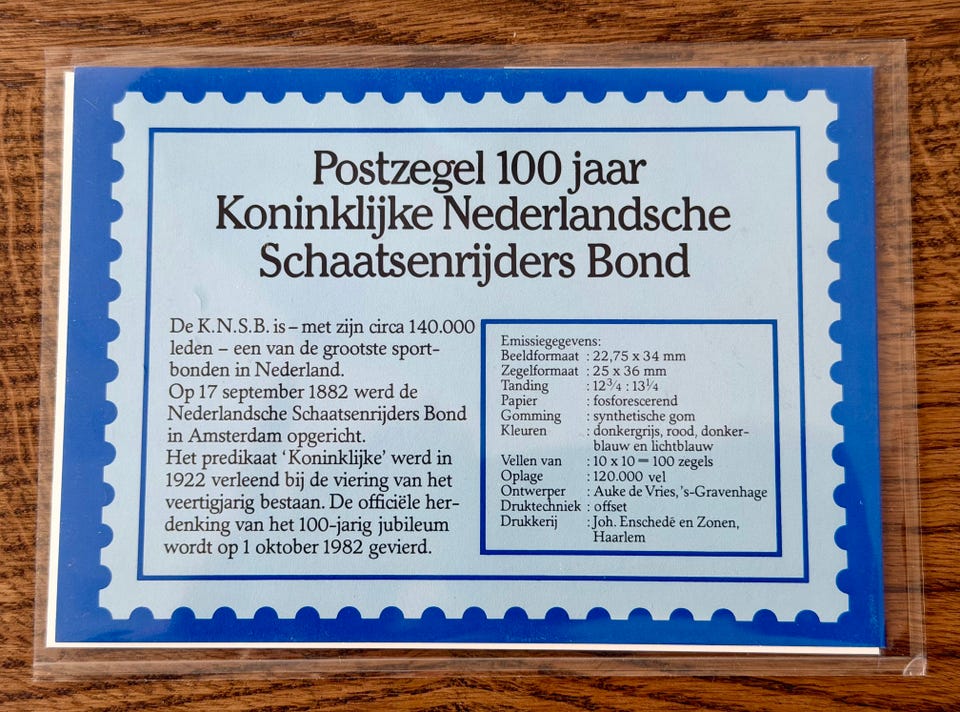 Postzegel 100 jaar
Koninklijke Nederlandsche
Schaatsenrijders Bond
De K.N.S.B. is – met zijn circa 140.000
leden – een van de grootste sport-
bonden in Nederland.
Op 17 september 1882 werd de
Nederlandsche Schaatsenrijders Bond
in Amsterdam opgericht.
Het predikaat ‘Koninklijke’ werd in
1922 verleend bij de viering van het
veertigjarig bestaan. De officiële her-
denking van het 100-jarig jubileum
wordt op 1 oktober 1982 gevierd.
Emissiegegevens:
Beeldformaat : 22,75 x 34 mm
Zegelformaat : 25 x 36 mm
Tanding : 12¾ : 13¼
Papier : fosforescerend
Gomming : synthetische gom
Kleuren : donkergrijs, rood, donker-
blauw en lichtblauw
Vellen van : 10 x 10 = 100 zegels
Oplage : 120.000 vel
Ontwerper : Auke de Vries, 's-Gravenhage
Druktechniek : offset
Drukkerij : Joh. Enschedé en Zonen,
Haarlem